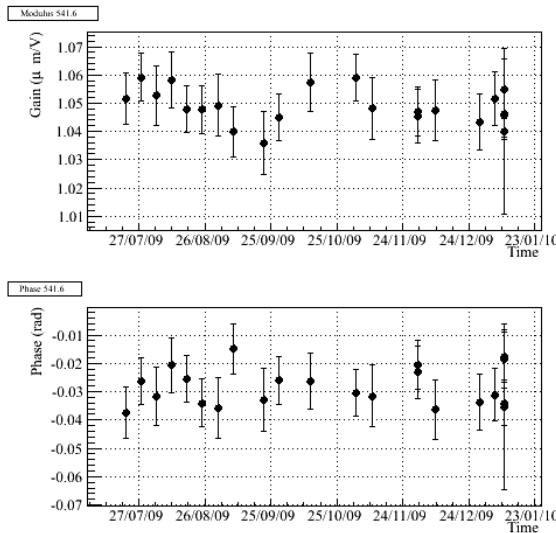 Modulus 541.6
Gain (μ m/V)
1.07
1.06
1.05
1.04
1.03
1.02
1.01
27/07/09 26/08/09 25/09/09 25/10/09 24/11/09 24/12/09 23/01/10
Time
Phase 541.6
Phase (rad)
-0.01
-0.02
-0.03
-0.04
-0.05
-0.06
-0.07
27/07/09 26/08/09 25/09/09 25/10/09 24/11/09 24/12/09 23/01/10
Time